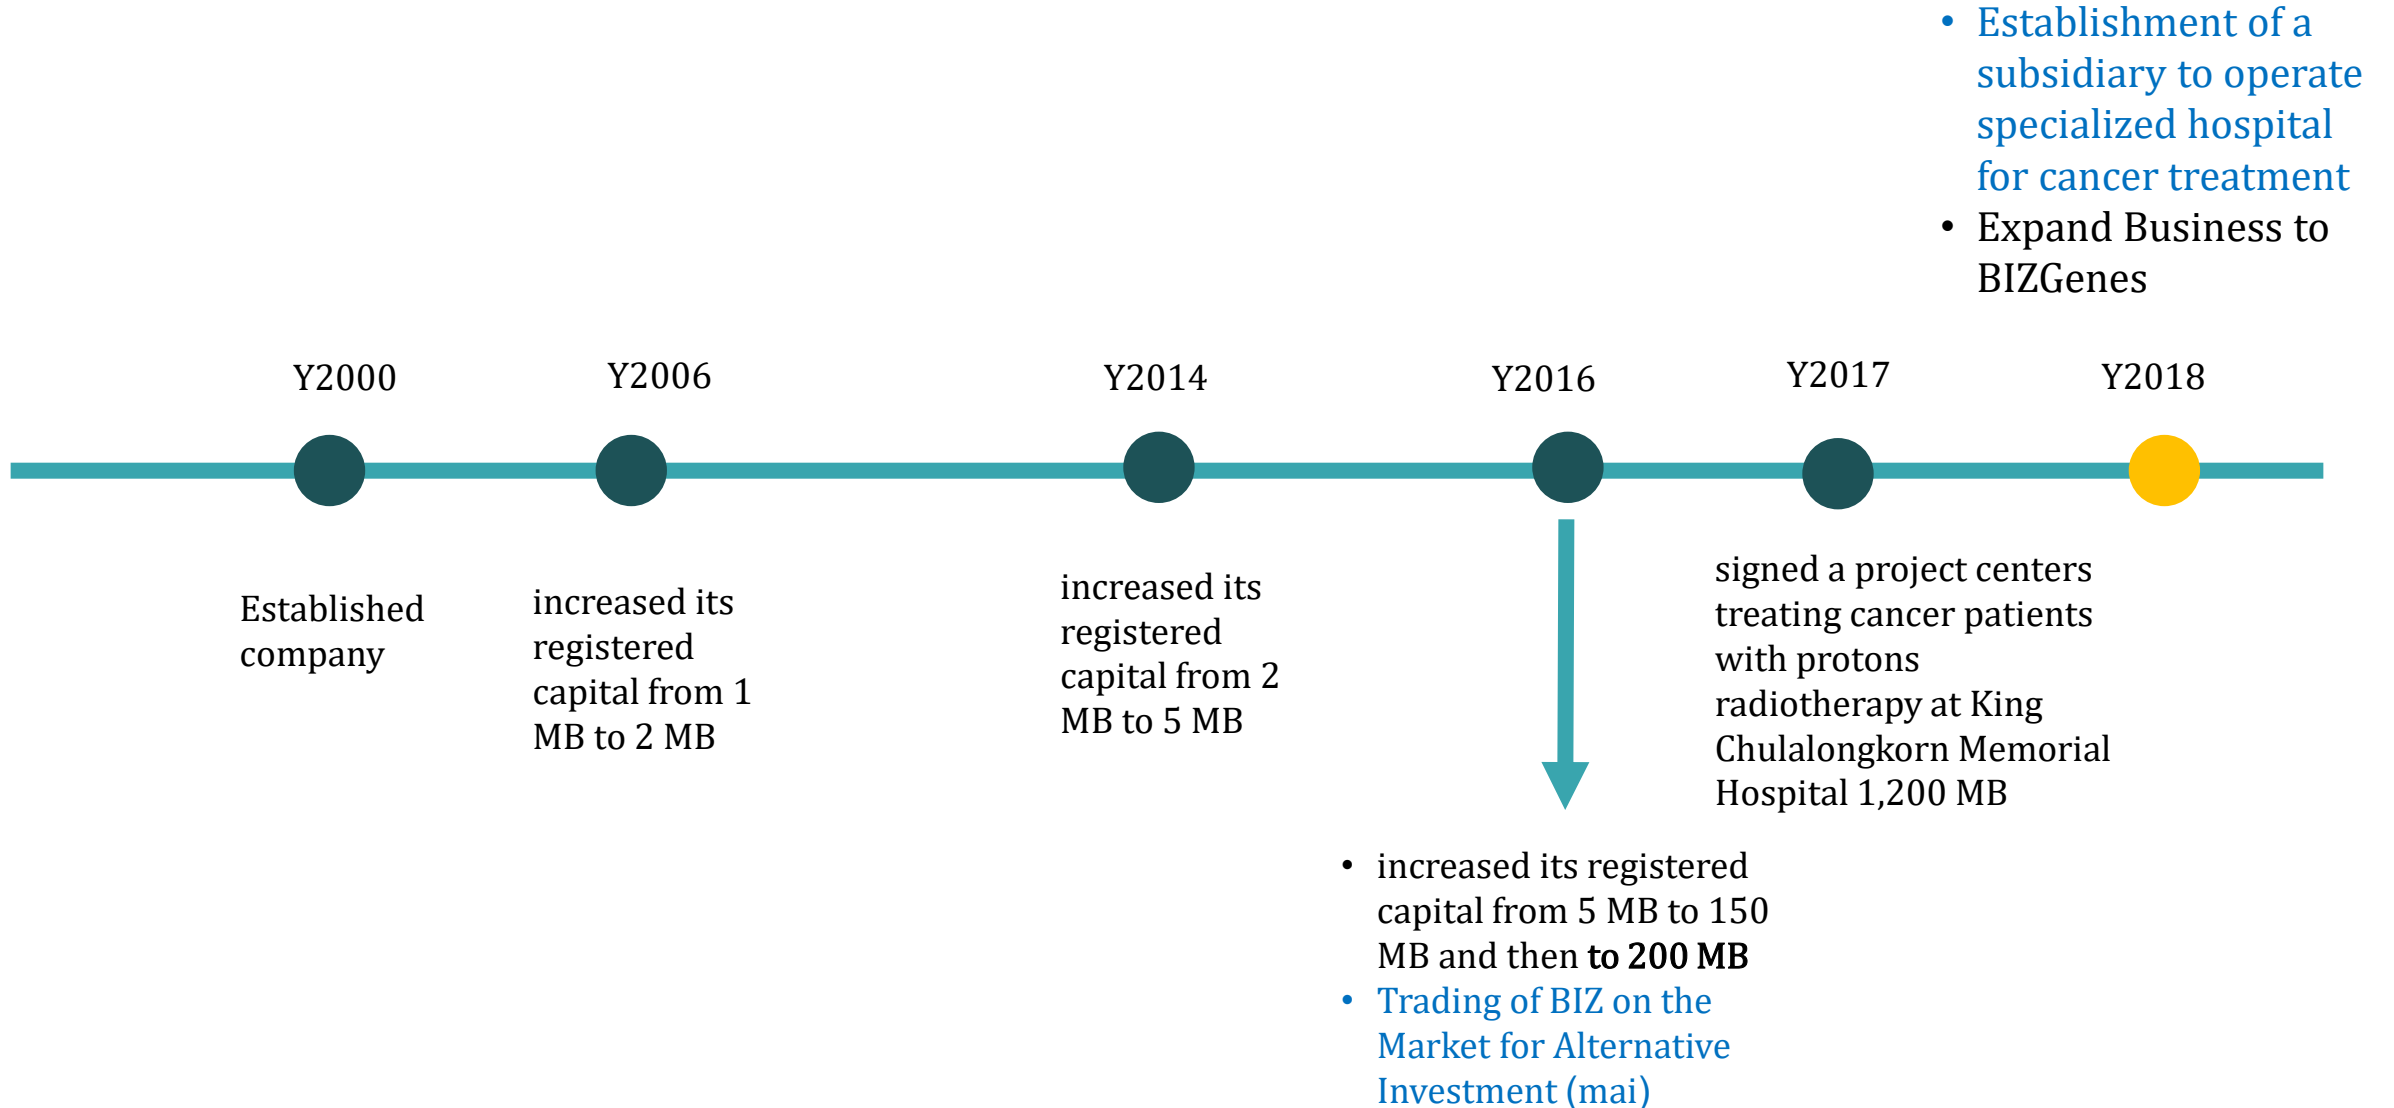 • Establishment of a
subsidiary to operate
specialized hospital
for cancer treatment
• Expand Business to
BIZGenes
Y2000
Y2006
Y2014
Y2016
Y2017
Y2018
Established
company
increased its
registered
capital from 1
MB to 2 MB
increased its
registered
capital from 2
MB to 5 MB
• increased its registered
capital from 5 MB to 150
MB and then to 200 MB
• Trading of BIZ on the
Market for Alternative
Investment (mai)
signed a project centers
treating cancer patients
with protons
radiotherapy at King
Chulalongkorn Memorial
Hospital 1,200 MB